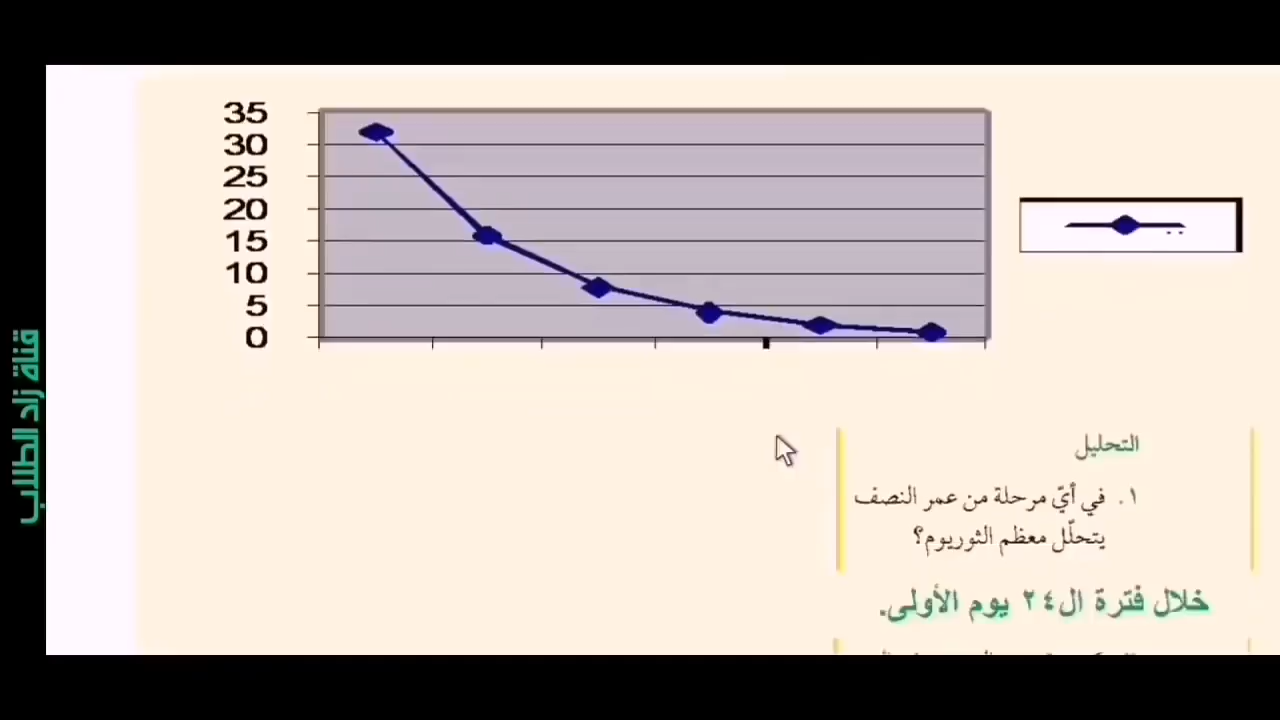 35
30
25
20
15
10
5
0
التحليل
١. في أيّ مرحلة من عمر النصف
يتحلّل معظم الثوريوم؟
خلال فترة ال٢٤ يوم الأولى.
قناة زاد الطلاب